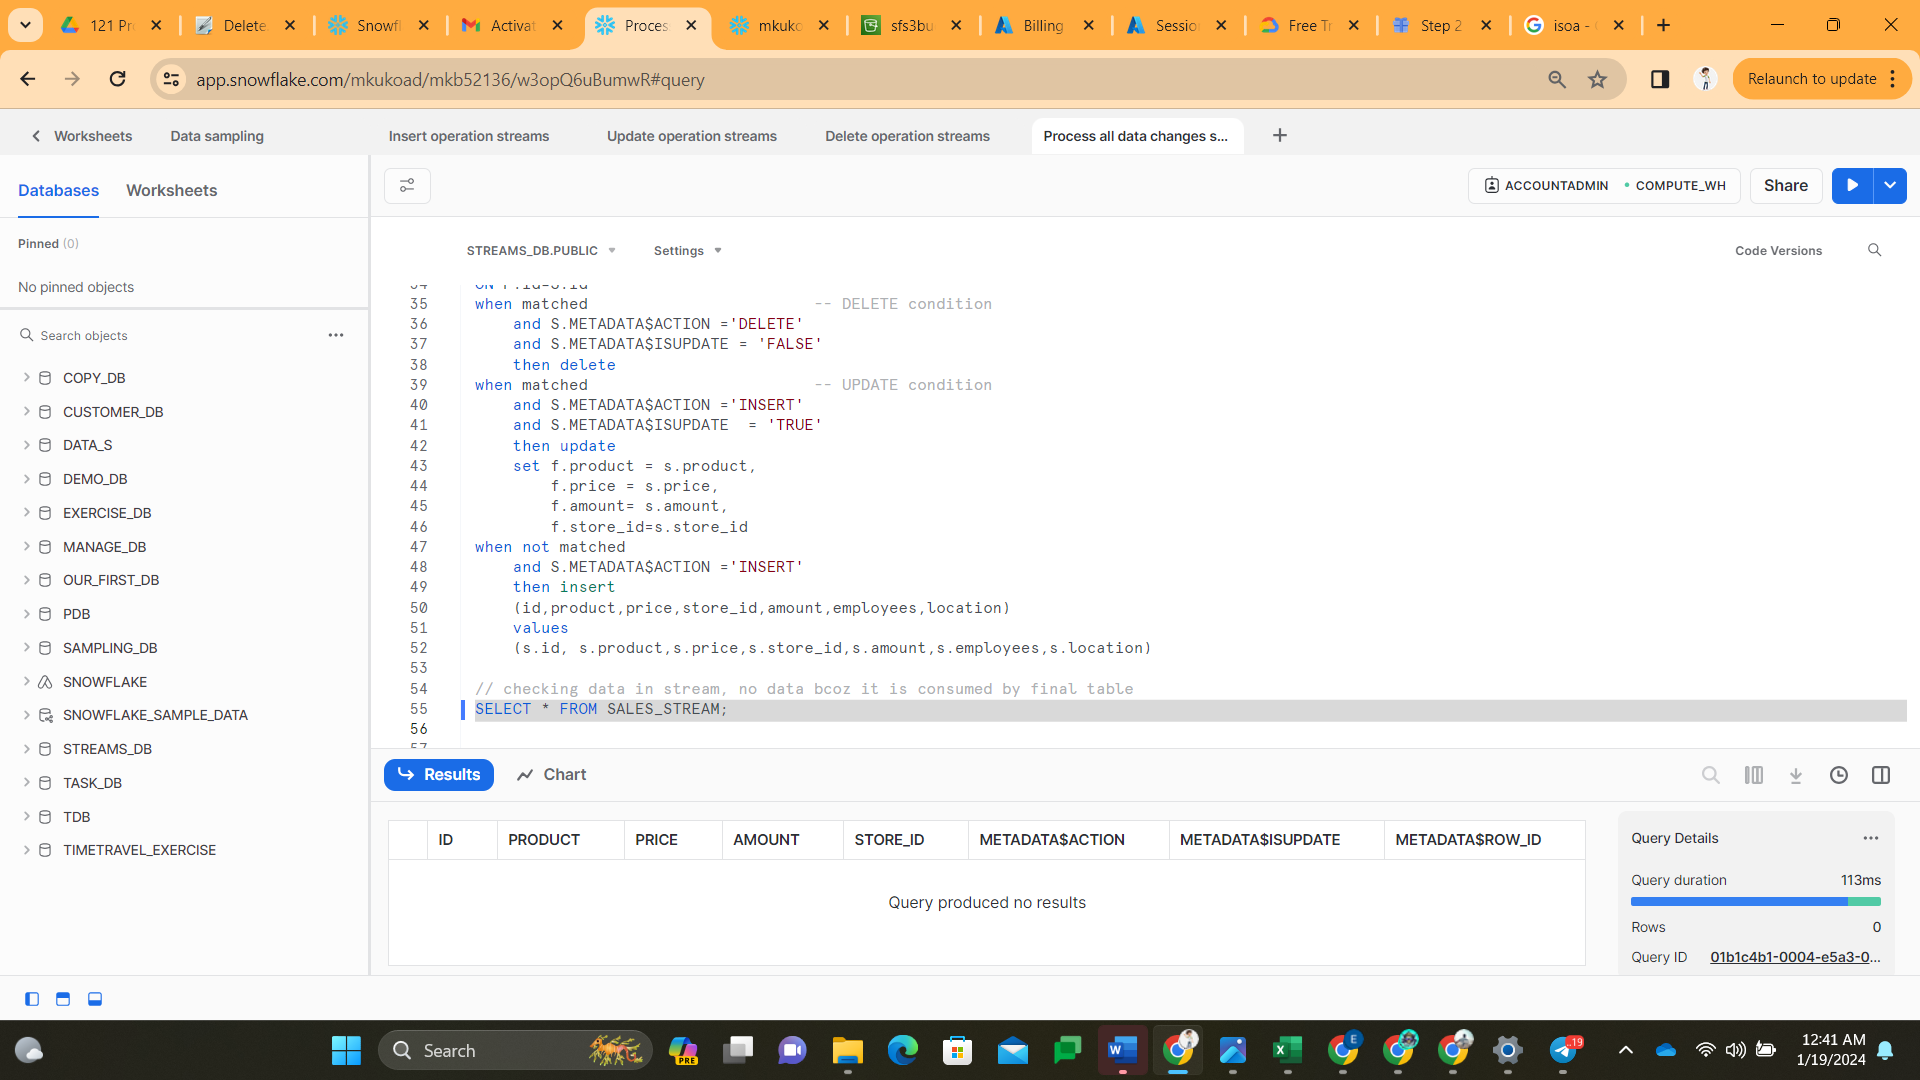 121 Pr
Delete
Snowfl
Activat
Proces
mkuko
sfs3bu
Billing
Session
Free Tr
Step 2
isoa -
app.snowflake.com/mkukoad/mkb52136/w3opQ6uBumwR#query
Relaunch to update
Worksheets
Data sampling
Insert operation streams
Update operation streams
Delete operation streams
Process all data changes s...
Databases
Worksheets
ACCOUNTADMIN
COMPUTE_WH
Share
Pinned (0)
No pinned objects
Search objects
COPY_DB
CUSTOMER_DB
DATA_S
DEMO_DB
EXERCISE_DB
MANAGE_DB
OUR_FIRST_DB
PDB
SAMPLING_DB
SNOWFLAKE
SNOWFLAKE_SAMPLE_DATA
STREAMS_DB
TASK_DB
TDB
TIMETRAVEL_EXERCISE
STREAMS_DB.PUBLIC
Settings
Code Versions
34 ON F.id=S.id
35 when matched -- DELETE condition
36 and S.METADATA$ACTION ='DELETE'
37 and S.METADATA$ISUPDATE = 'FALSE'
38 then delete
39 when matched -- UPDATE condition
40 and S.METADATA$ACTION ='INSERT'
41 and S.METADATA$ISUPDATE = 'TRUE'
42 then update
43 set f.product = s.product,
44 f.price = s.price,
45 f.amount= s.amount,
46 f.store_id=s.store_id
47 when not matched
48 and S.METADATA$ACTION ='INSERT'
49 then insert
50 (id,product,price,store_id,amount,employees,location)
51 values
52 (s.id, s.product,s.price,s.store_id,s.amount,s.employees,s.location)
53
54 // checking data in stream, no data bcoz it is consumed by final table
55 SELECT * FROM SALES_STREAM;
56
57
Results
Chart
ID PRODUCT PRICE AMOUNT STORE_ID METADATA$ACTION METADATA$ISUPDATE METADATA$ROW_ID
Query produced no results
Query Details
Query duration 113ms
Rows 0
Query ID 01b1c4b1-0004-e5a3-0...
Search
PRE
E
19
12:41 AM
1/19/2024